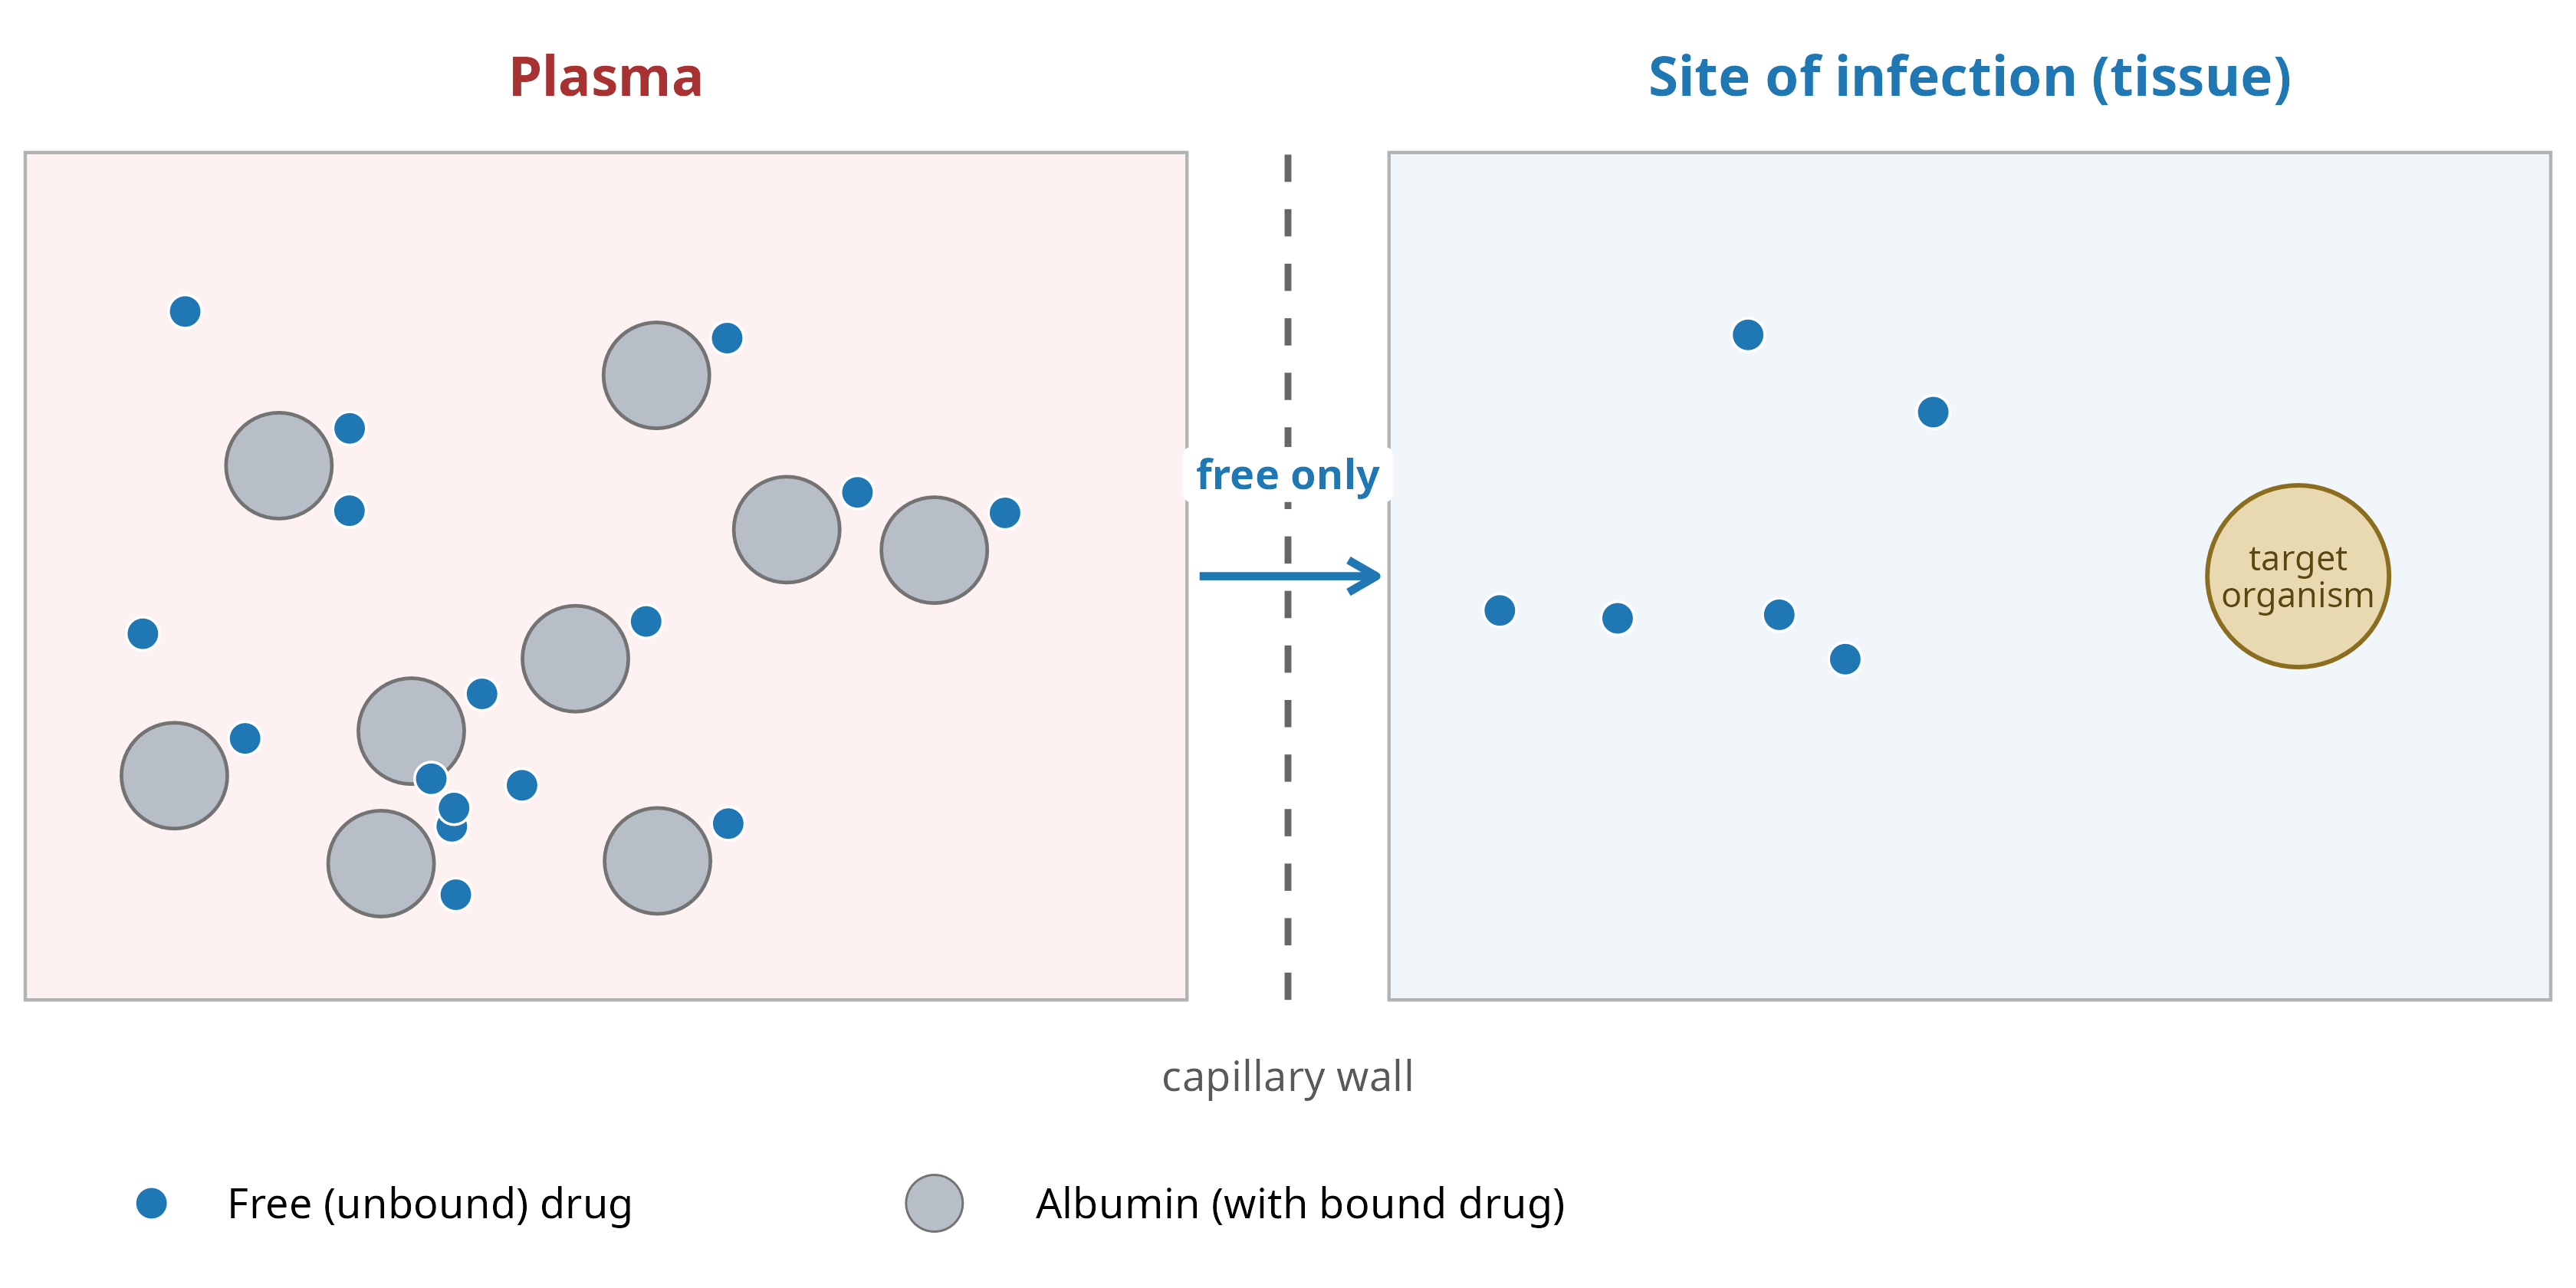 Plasma
Site of infection (tissue)
free only
target
organism
capillary wall
Free (unbound) drug
Albumin (with bound drug)